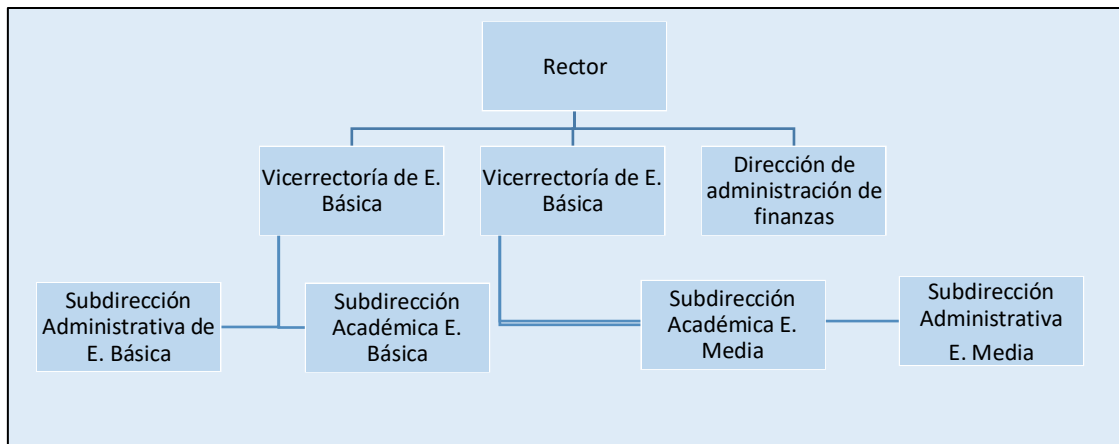 Rector
Vicerrectoría de E.
Básica
Vicerrectoría de E.
Básica
Dirección de
administración de
finanzas
Subdirección
Administrativa de
E. Básica
Subdirección
Académica E.
Básica
Subdirección
Académica E.
Media
Subdirección
Administrativa
E. Media